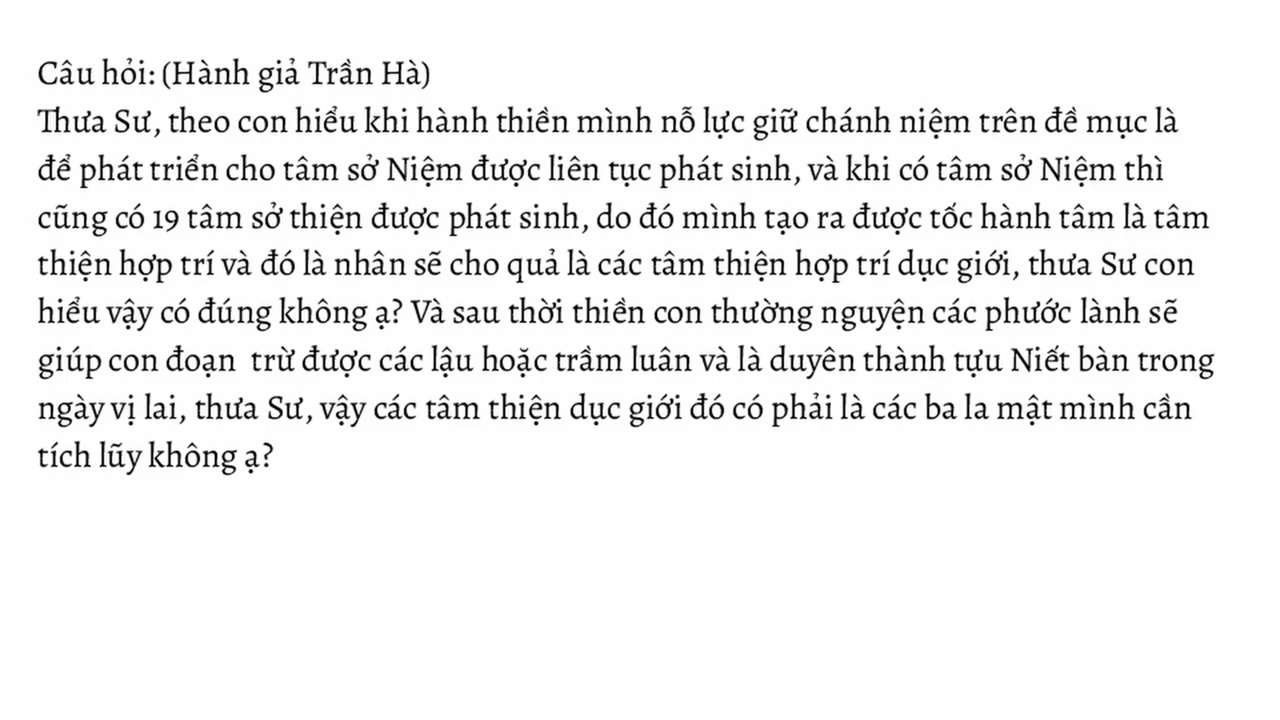 Câu hỏi: (Hành giả Trần Hà)
Thưa Sư, theo con hiểu khi hành thiền mình nỗ lực giữ chánh niệm trên đề mục là
để phát triển cho tâm sở Niệm được liên tục phát sinh, và khi có tâm sở Niệm thì
cũng có 19 tâm sở thiện được phát sinh, do đó mình tạo ra được tốc hành tâm là tâm
thiện hợp trí và đó là nhân sẽ cho quả là các tâm thiện hợp trí dục giới, thưa Sư con
hiểu vậy có đúng không ạ? Và sau thời thiền con thường nguyện các phước lành sẽ
giúp con đoạn  trừ được các lậu hoặc trầm luân và là duyên thành tựu Niết bàn trong
ngày vị lai, thưa Sư, vậy các tâm thiện dục giới đó có phải là các ba la mật mình cần
tích lũy không ạ?